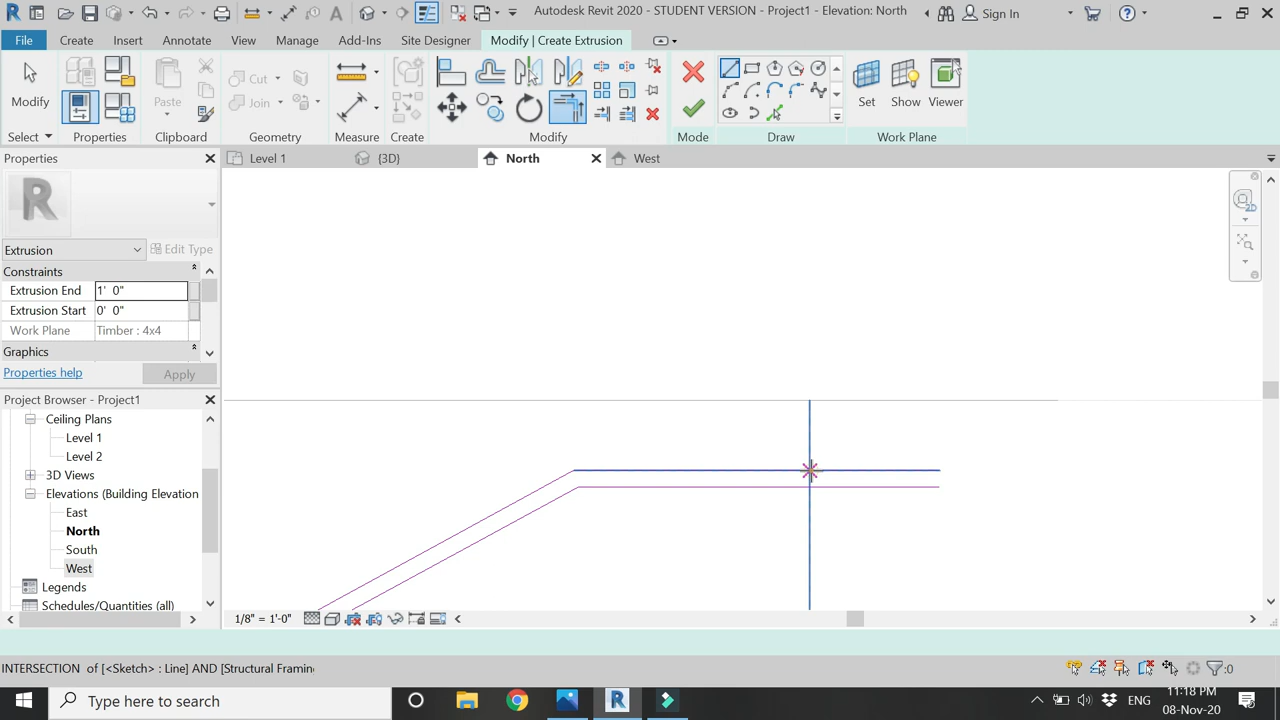 Autodesk Revit 2020 - STUDENT VERSION - Project1 - Elevation: North
Sign In
File
Create
Insert
Annotate
View
Manage
Add-Ins
Site Designer
Modify | Create Extrusion
Modify
Paste
Cut
Join
Set
Show
Viewer
Select
Properties
Clipboard
Geometry
Measure
Create
Modify
Mode
Draw
Work Plane
Properties
Level 1
{3D}
North
West
Extrusion
Edit Type
Constraints
Extrusion End
1' 0"
Extrusion Start
0' 0"
Work Plane
Timber : 4x4
Graphics
Properties help
Apply
Project Browser - Project1
Ceiling Plans
Level 1
Level 2
3D Views
Elevations (Building Elevation
East
North
South
West
Legends
Schedules/Quantities (all)
1/8" = 1'-0"
INTERSECTION of [<Sketch> : Line] AND [Structural Framin
:0
Type here to search
ENG
11:18 PM
08-Nov-20